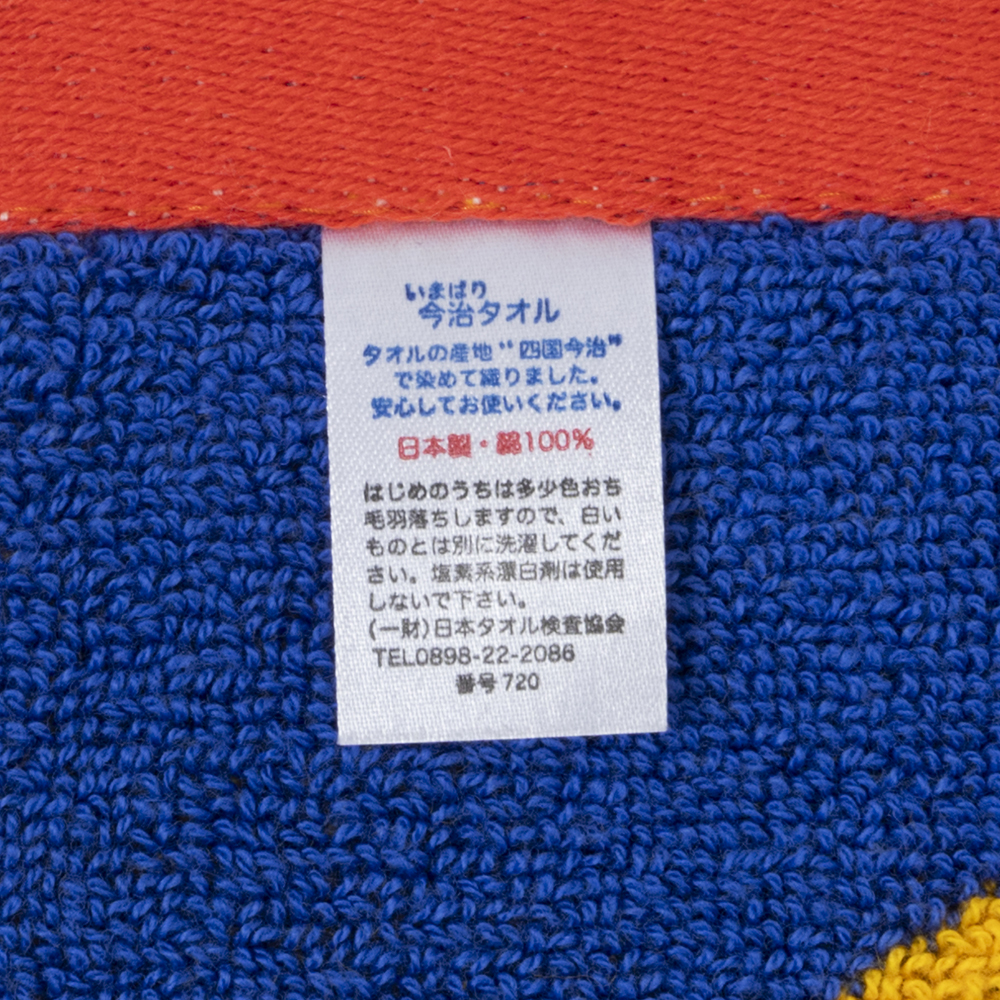 いまばり
今治タオル
タオルの産地“四国今治”
で染めて織りました。
安心してお使いください。
日本製・綿100%
はじめのうちは多少色おち
毛羽落ちしますので、白い
ものとは別に洗濯してくだ
さい。塩素系漂白剤は使用
しないで下さい。
(一財)日本タオル検査協会
TEL0898-22-2086
番号720